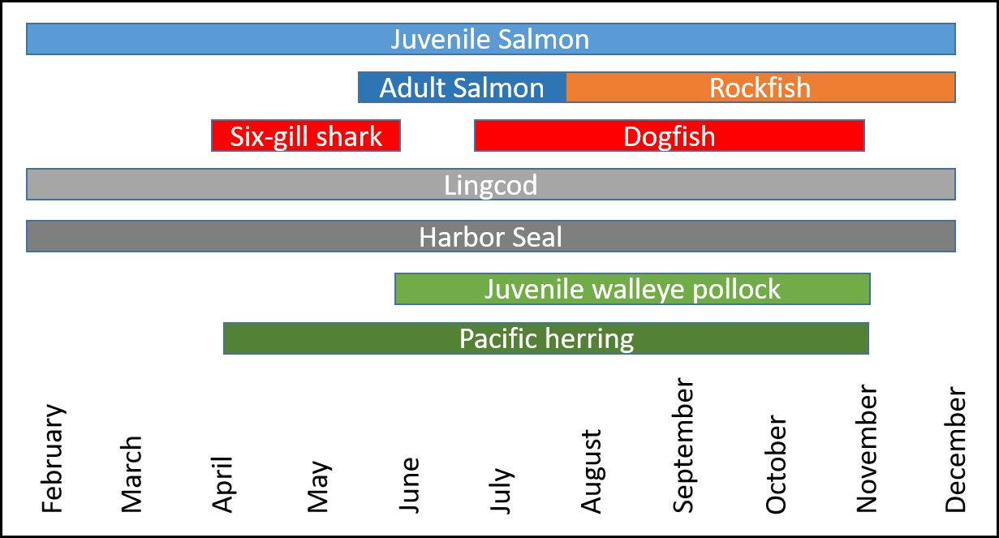 Juvenile Salmon
Adult Salmon
Rockfish
Six-gill shark
Dogfish
Lingcod
Harbor Seal
Juvenile walleye pollock
Pacific herring
February
March
April
May
June
July
August
September
October
November
December